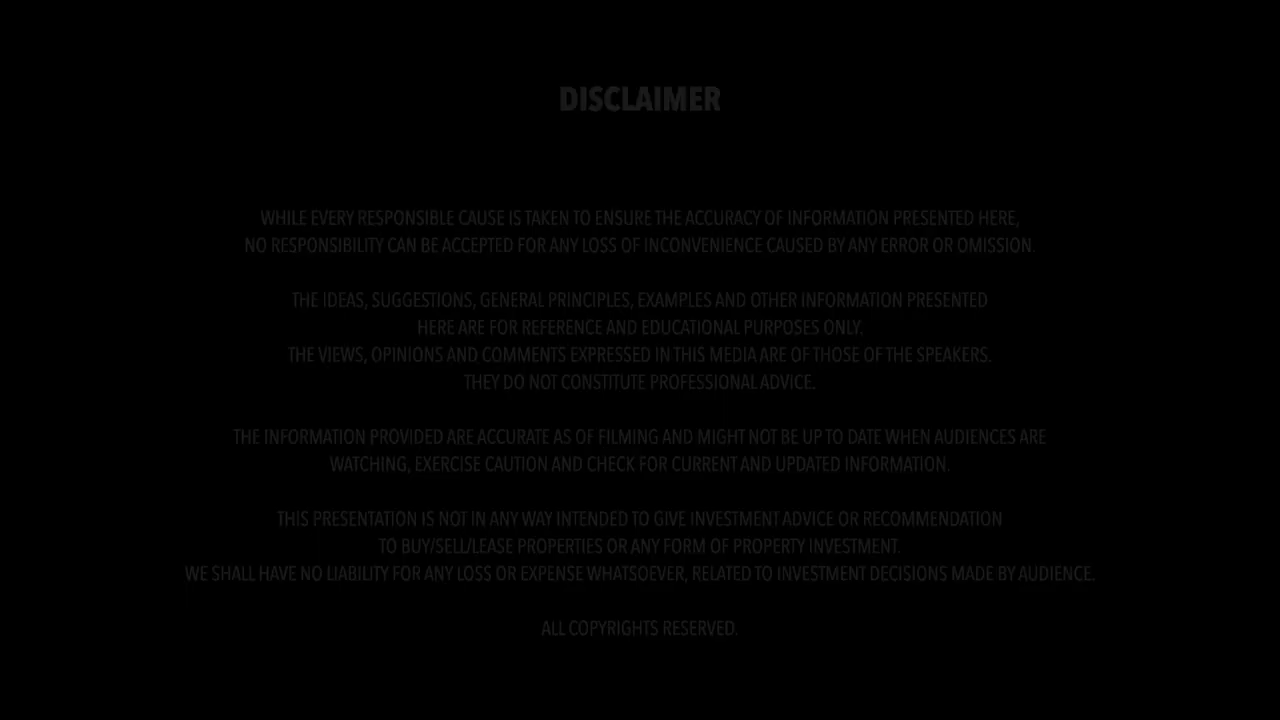 DISCLAIMER
WHILE EVERY RESPONSIBLE CAUSE IS TAKEN TO ENSURE THE ACCURACY OF INFORMATION PRESENTED HERE,
NO RESPONSIBILITY CAN BE ACCEPTED FOR ANY LOSS OF INCONVENIENCE CAUSED BY ANY ERROR OR OMISSION.
THE IDEAS, SUGGESTIONS, GENERAL PRINCIPLES, EXAMPLES AND OTHER INFORMATION PRESENTED
HERE ARE FOR REFERENCE AND EDUCATIONAL PURPOSES ONLY.
THE VIEWS, OPINIONS AND COMMENTS EXPRESSED IN THIS MEDIA ARE OF THOSE OF THE SPEAKERS.
THEY DO NOT CONSTITUTE PROFESSIONAL ADVICE.
THE INFORMATION PROVIDED ARE ACCURATE AS OF FILMING AND MIGHT NOT BE UP TO DATE WHEN AUDIENCES ARE
WATCHING, EXERCISE CAUTION AND CHECK FOR CURRENT AND UPDATED INFORMATION.
THIS PRESENTATION IS NOT IN ANY WAY INTENDED TO GIVE INVESTMENT ADVICE OR RECOMMENDATION
TO BUY/SELL/LEASE PROPERTIES OR ANY FORM OF PROPERTY INVESTMENT.
WE SHALL HAVE NO LIABILITY FOR ANY LOSS OR EXPENSE WHATSOEVER, RELATED TO INVESTMENT DECISIONS MADE BY AUDIENCE.
ALL COPYRIGHTS RESERVED.